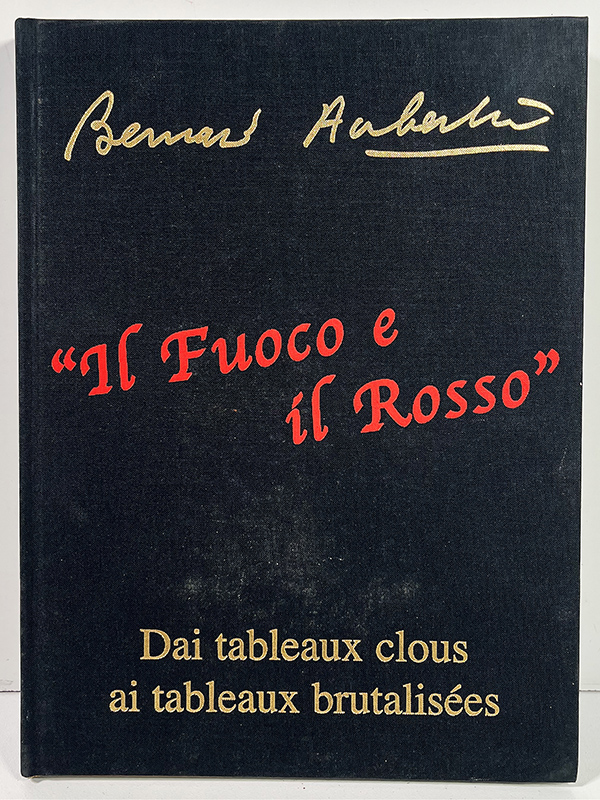 Bernard Aubertin
“Il Fuoco e
il Rosso”
Dai tableaux clous
ai tableaux brutalisées